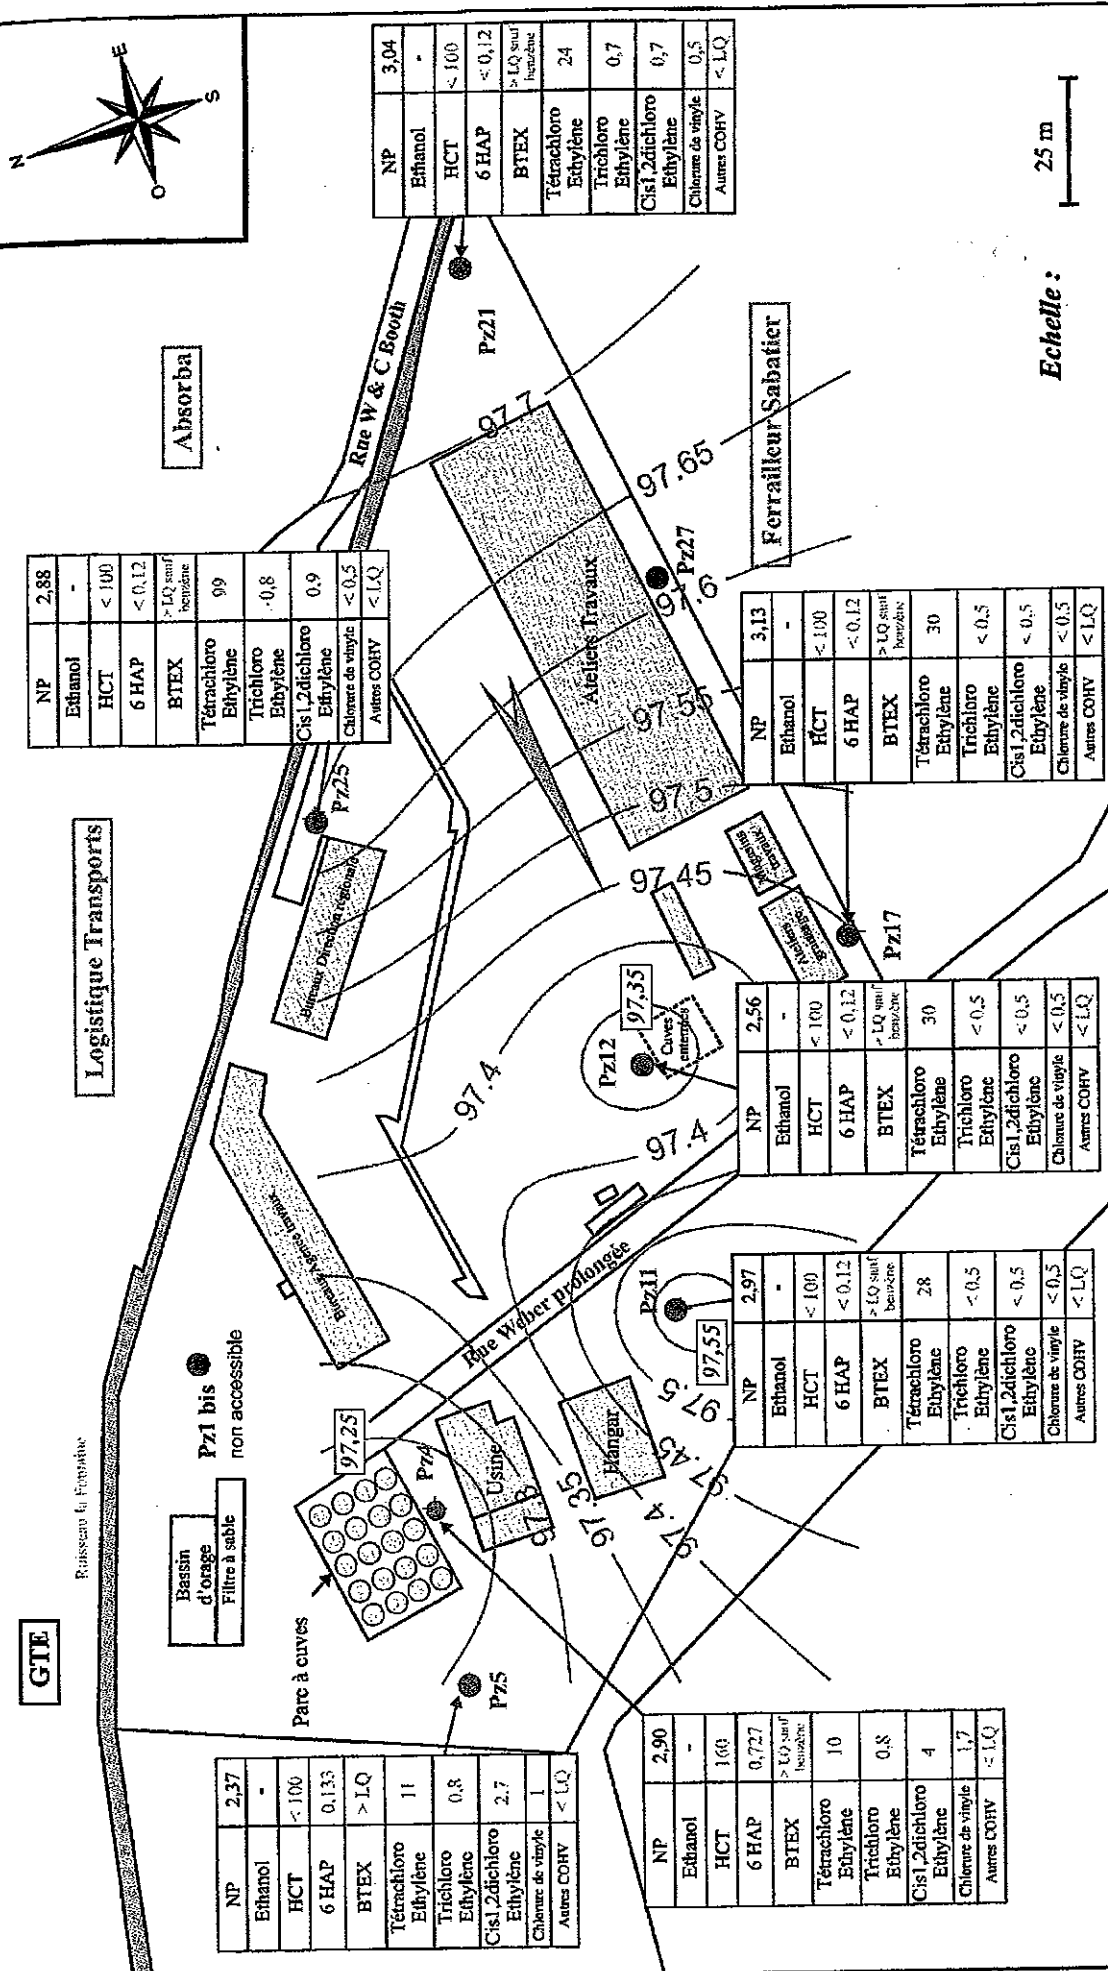 GTE
Ruisseau la Fontaine
Logistique Transports
Absorba
N
E
S
O
Bassin
d'orage
Filtre à sable
Pz1 bis
non accessible
Parc à cuves
97,25
Pz4
Pz5
Usine
Hangar
Bureaux Agence travaux
Bureaux Direction régionale
Pz25
Rue W & C Booth
Pz21
Rue Weber prolongée
Ateliers Travaux
Pz27
Ferrailleur Sabatier
Pz12
97,35
Cuves
enterrées
Pz11
97,55
Pz17
Magasins
travaux
Ateliers
97.7
97.65
97.6
97.55
97.5
97.45
97.4
97.4
97.5
97.45
97.4
97.35
97.3
Echelle :
25 m
NP 2,37
Ethanol -
HCT < 100
6 HAP 0,133
BTEX > LQ
Tétrachloro
Ethylène 11
Trichloro
Ethylène 0,8
Cis1,2dichloro
Ethylène 2.7
Chlorure de vinyle 1
Autres COHV < LQ
NP 2,88
Ethanol -
HCT < 100
6 HAP < 0,12
BTEX > LQ sauf
benzène
Tétrachloro
Ethylène 99
Trichloro
Ethylène 0,8
Cis1,2dichloro
Ethylène 0.9
Chlorure de vinyle < 0,5
Autres COHV < LQ
NP 3,04
Ethanol -
HCT < 100
6 HAP < 0,12
BTEX > LQ sauf
benzène
Tétrachloro
Ethylène 24
Trichloro
Ethylène 0,7
Cis1,2dichloro
Ethylène 0,7
Chlorure de vinyle 0,5
Autres COHV < LQ
NP 2,90
Ethanol -
HCT 160
6 HAP 0,727
BTEX > LQ sauf
benzène
Tétrachloro
Ethylène 10
Trichloro
Ethylène 0,8
Cis1,2dichloro
Ethylène 4
Chlorure de vinyle 1,7
Autres COHV < LQ
NP 2,97
Ethanol -
HCT < 100
6 HAP < 0,12
BTEX > LQ sauf
benzène
Tétrachloro
Ethylène 28
Trichloro
Ethylène < 0,5
Cis1,2dichloro
Ethylène < 0,5
Chlorure de vinyle < 0,5
Autres COHV < LQ
NP 2,56
Ethanol -
HCT < 100
6 HAP < 0,12
BTEX > LQ sauf
benzène
Tétrachloro
Ethylène 30
Trichloro
Ethylène < 0,5
Cis1,2dichloro
Ethylène < 0,5
Chlorure de vinyle < 0,5
Autres COHV < LQ
NP 3,13
Ethanol -
HCT < 100
6 HAP < 0,12
BTEX > LQ sauf
benzène
Tétrachloro
Ethylène 30
Trichloro
Ethylène < 0,5
Cis1,2dichloro
Ethylène < 0,5
Chlorure de vinyle < 0,5
Autres COHV < LQ